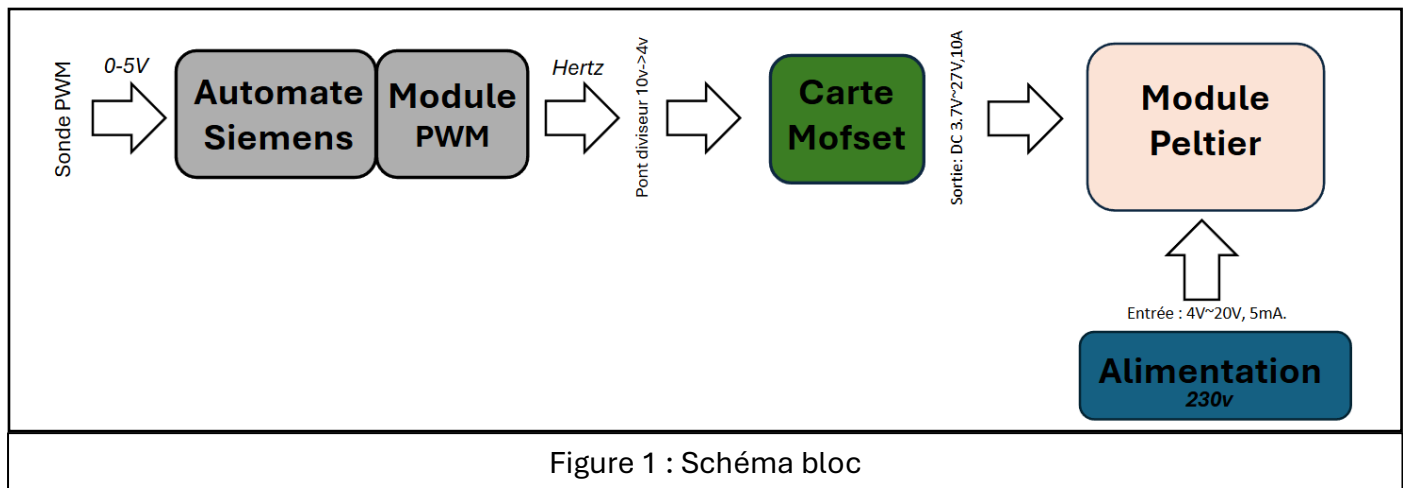 Sonde PWM
0-5V
Automate
Siemens
Module
PWM
Hertz
Pont diviseur 10v->4v
Carte
Mofset
Sortie: DC 3.7V~27V,10A
Module
Peltier
Entrée : 4V~20V, 5mA.
Alimentation
230v
Figure 1 : Schéma bloc